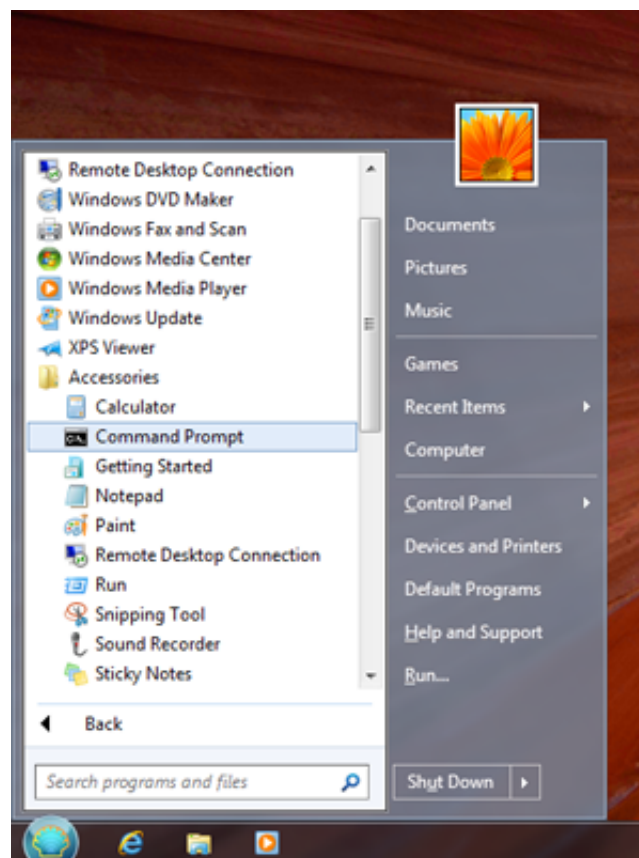 Remote Desktop Connection
Windows DVD Maker
Windows Fax and Scan
Windows Media Center
Windows Media Player
Windows Update
XPS Viewer
Accessories
Calculator
Command Prompt
Getting Started
Notepad
Paint
Remote Desktop Connection
Run
Snipping Tool
Sound Recorder
Sticky Notes
Back
Search programs and files
Documents
Pictures
Music
Games
Recent Items
Computer
Control Panel
Devices and Printers
Default Programs
Help and Support
Run...
Shut Down